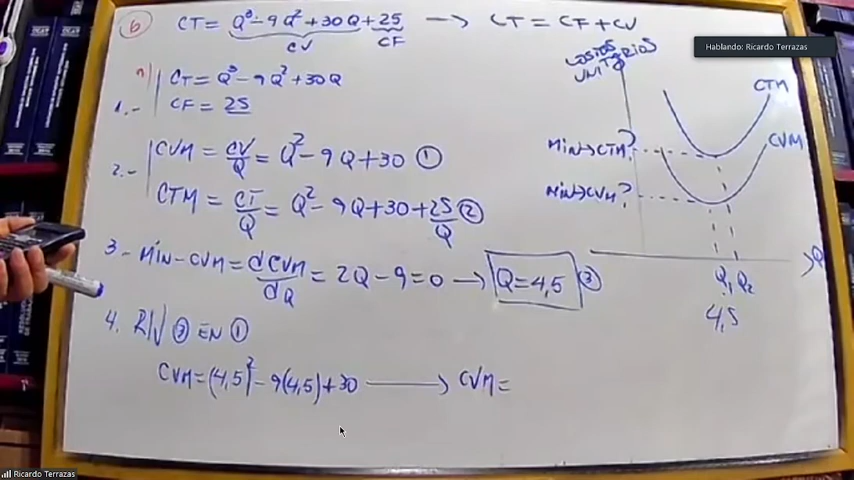 6 CT = Q³ - 9Q² + 30Q + 25 → CT = CF + CV
CV CF
Hablando: Ricardo Terrazas
COSTOS
UNITARIOS
1.- CT = Q³ - 9Q² + 30Q
CF = 25
CTM
CVM
2.- CVM = CV/Q = Q² - 9Q + 30 ①
MIN→CTM?
CTM = CT/Q = Q² - 9Q + 30 + 25/Q ②
MIN→CVM?
3- MIN-CVM = dCVM/dQ = 2Q - 9 = 0 → Q = 4,5 ③
Q₁ Q₂ Q
4,5
4. R/V ③ EN ①
CVM = (4,5)² - 9(4,5) + 30 → CVM =
Ricardo Terrazas